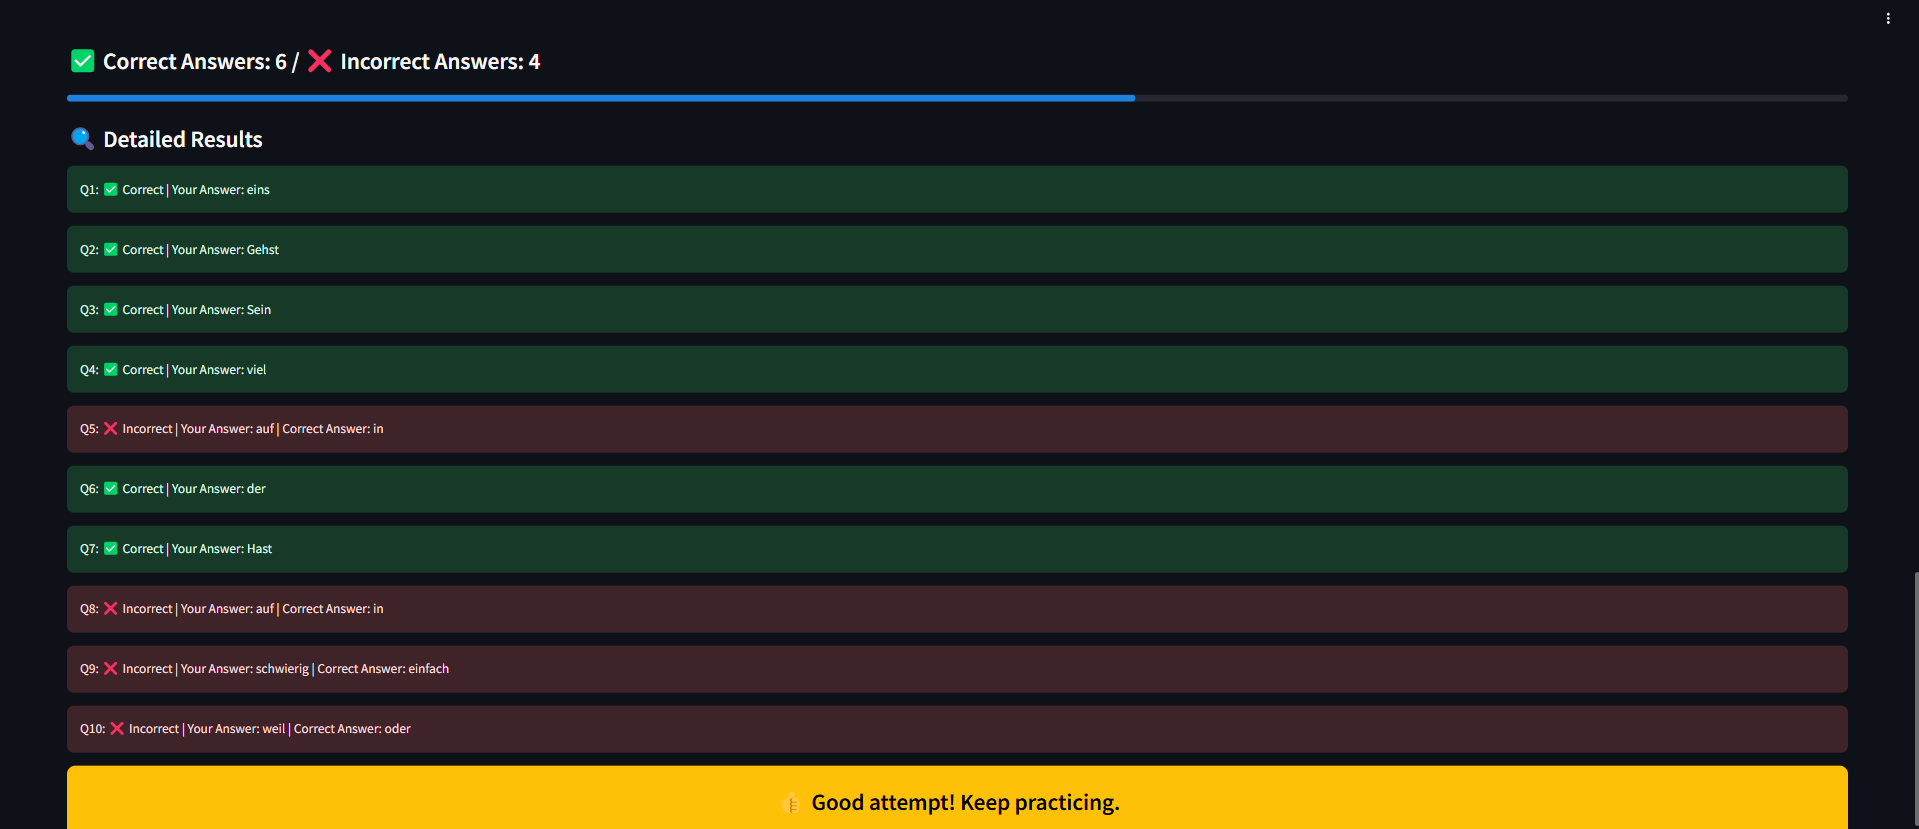 ✅ Correct Answers: 6 / ❌ Incorrect Answers: 4
🔍 Detailed Results
Q1: ✅ Correct | Your Answer: eins
Q2: ✅ Correct | Your Answer: Gehst
Q3: ✅ Correct | Your Answer: Sein
Q4: ✅ Correct | Your Answer: viel
Q5: ❌ Incorrect | Your Answer: auf | Correct Answer: in
Q6: ✅ Correct | Your Answer: der
Q7: ✅ Correct | Your Answer: Hast
Q8: ❌ Incorrect | Your Answer: auf | Correct Answer: in
Q9: ❌ Incorrect | Your Answer: schwierig | Correct Answer: einfach
Q10: ❌ Incorrect | Your Answer: weil | Correct Answer: oder
👍 Good attempt! Keep practicing.